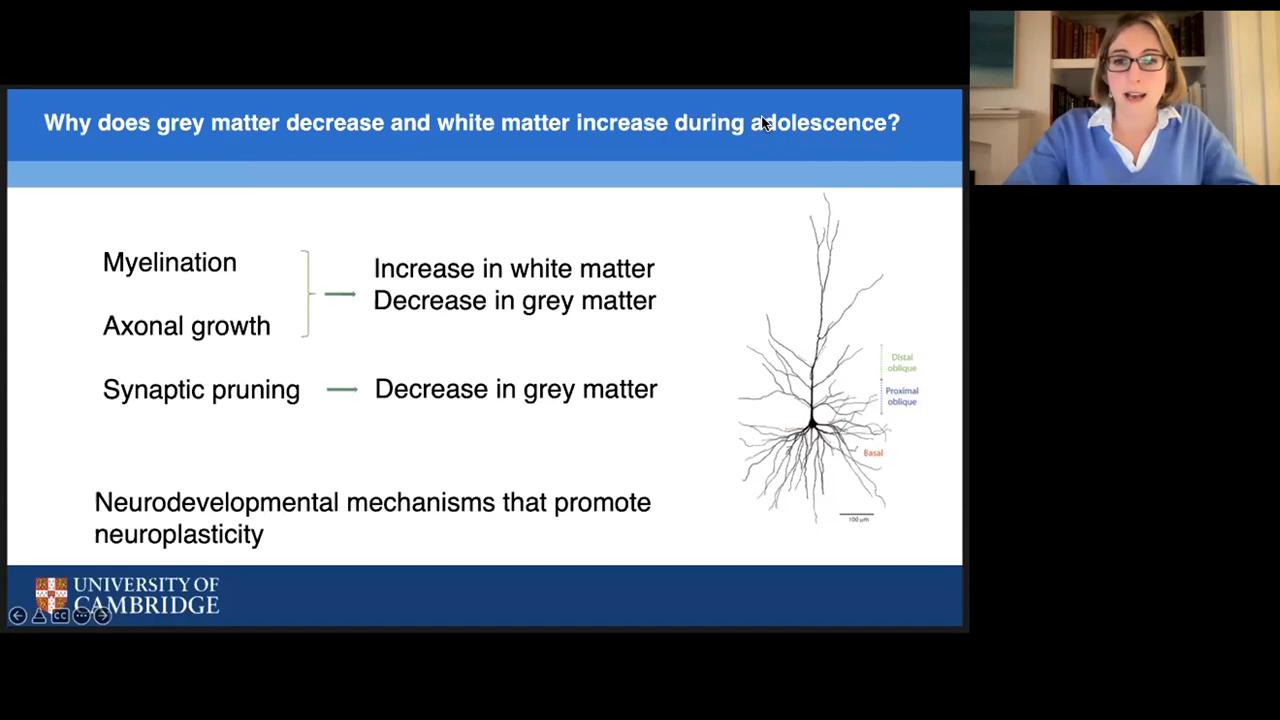 Why does grey matter decrease and white matter increase during adolescence?
Myelination
Axonal growth
Increase in white matter
Decrease in grey matter
Synaptic pruning
Decrease in grey matter
Neurodevelopmental mechanisms that promote
neuroplasticity
Distal
oblique
Proximal
oblique
Basal
100 µm
UNIVERSITY OF
CAMBRIDGE
CC